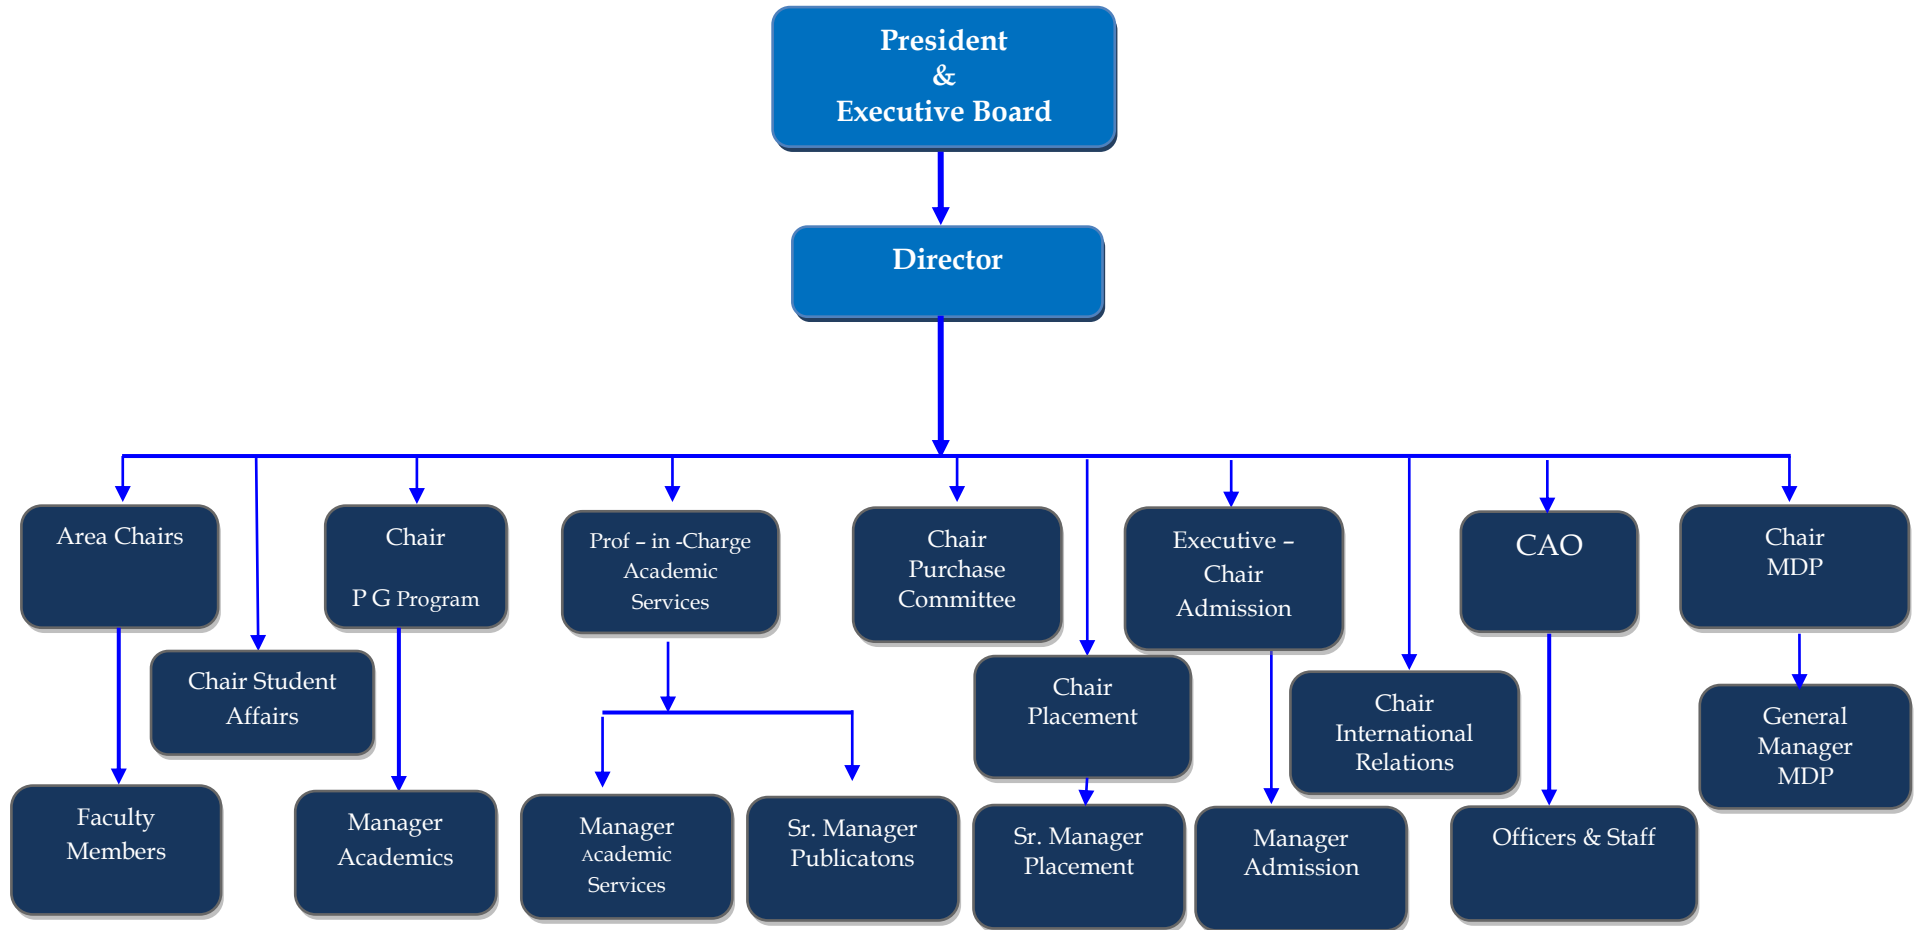 President
&
Executive Board
Director
Area Chairs
Chair
P G Program
Prof – in -Charge
Academic
Services
Chair
Purchase
Committee
Executive –
Chair
Admission
CAO
Chair
MDP
Chair Student
Affairs
Chair
Placement
Chair
International
Relations
General
Manager
MDP
Faculty
Members
Manager
Academics
Manager
Academic
Services
Sr. Manager
Publicatons
Sr. Manager
Placement
Manager
Admission
Officers & Staff